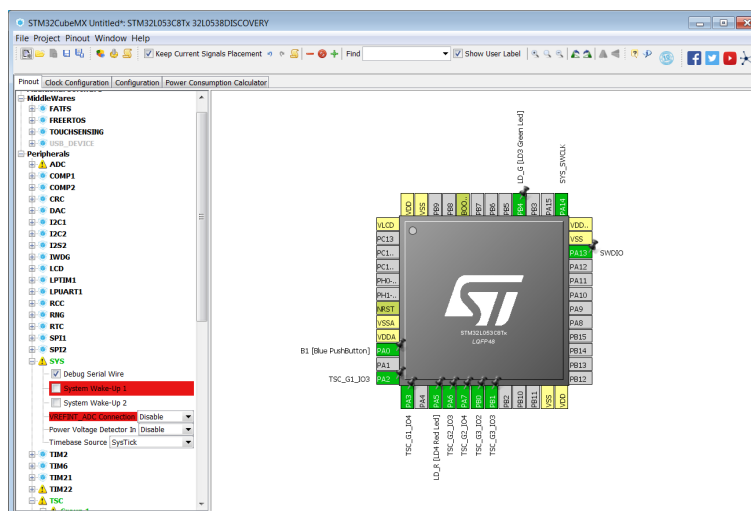 STM32CubeMX Untitled*: STM32L053C8Tx 32L0538DISCOVERY
File Project Pinout Window Help
Keep Current Signals Placement
Find
Show User Label
Pinout
Clock Configuration
Configuration
Power Consumption Calculator
MiddleWares
FATFS
FREERTOS
TOUCHSENSING
USB_DEVICE
Peripherals
ADC
COMP1
COMP2
CRC
DAC
I2C1
I2C2
I2S2
IWDG
LCD
LPTIM1
LPUART1
RCC
RNG
RTC
SPI1
SPI2
SYS
Debug Serial Wire
System Wake-Up 1
System Wake-Up 2
VREFINT_ADC Connection Disable
Power Voltage Detector In Disable
Timebase Source SysTick
TIM2
TIM6
TIM21
TIM22
TSC
LD_G [LD3 Green Led]
SYS_SWCLK
VDD
VSS
PB9
PB8
BOO..
PB7
PB6
PB5
PB4
PB3
PA15
PA14
VLCD
PC13
PC1..
PC1..
PH0-..
PH1-..
NRST
VSSA
VDDA
B1 [Blue PushButton] PA0
PA1
TSC_G1_IO3 PA2
VDD..
VSS
PA13 SWDIO
PA12
PA11
PA10
PA9
PA8
PB15
PB14
PB13
PB12
ST
STM32L053C8Tx
LQFP48
PA3
PA4
PA5
PA6
PA7
PB0
PB1
PB2
PB10
PB11
VSS
VDD
TSC_G1_IO4
LD_R [LD4 Red Led]
TSC_G2_IO3
TSC_G2_IO4
TSC_G3_IO2
TSC_G3_IO3